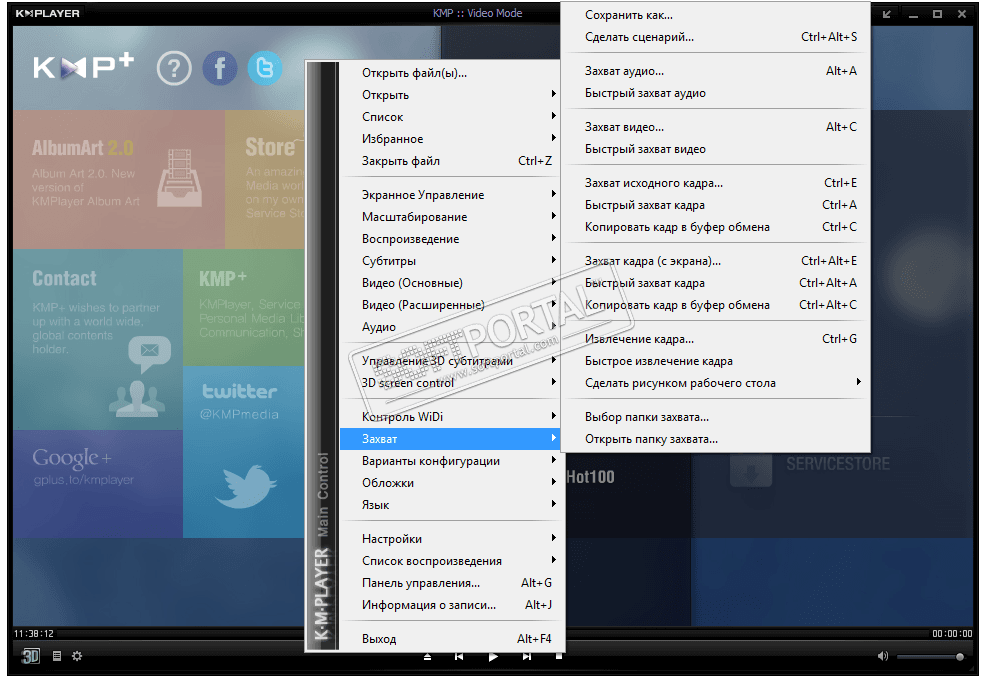 K▶MPLAYER
KMP :: Video Mode
KMP+
?
f
AlbumArt 2.0
Album Art 2.0, New
version of
KMPlayer Album Art
Store
An amazing
Media wor
on my own
Service Sto
Contact
KMP+ wishes to partner
up with a world wide,
global contents
holder.
KMP+
KMPlayer, Service
Personal Media Lib
Communication, Sh
twitter
@KMPmedia
Google+
gplus.to/kmplayer
Hot100
SERVICESTORE
K·M·PLAYER Main Control
Открыть файл(ы)...
Открыть
Список
Избранное
Закрыть файл Ctrl+Z
Экранное Управление
Масштабирование
Воспроизведение
Субтитры
Видео (Основные)
Видео (Расширенные)
Аудио
Управление 3D субтитрами
3D screen control
Контроль WiDi
Захват
Варианты конфигурации
Обложки
Язык
Настройки
Список воспроизведения
Панель управления... Alt+G
Информация о записи... Alt+J
Выход Alt+F4
Сохранить как...
Сделать сценарий... Ctrl+Alt+S
Захват аудио... Alt+A
Быстрый захват аудио
Захват видео... Alt+C
Быстрый захват видео
Захват исходного кадра... Ctrl+E
Быстрый захват кадра Ctrl+A
Копировать кадр в буфер обмена Ctrl+C
Захват кадра (с экрана)... Ctrl+Alt+E
Быстрый захват кадра Ctrl+Alt+A
Копировать кадр в буфер обмена Ctrl+Alt+C
Извлечение кадра... Ctrl+G
Быстрое извлечение кадра
Сделать рисунком рабочего стола
Выбор папки захвата...
Открыть папку захвата...
SOFTPORTAL™
www.softportal.com
11:38:12
00:00:00
3D